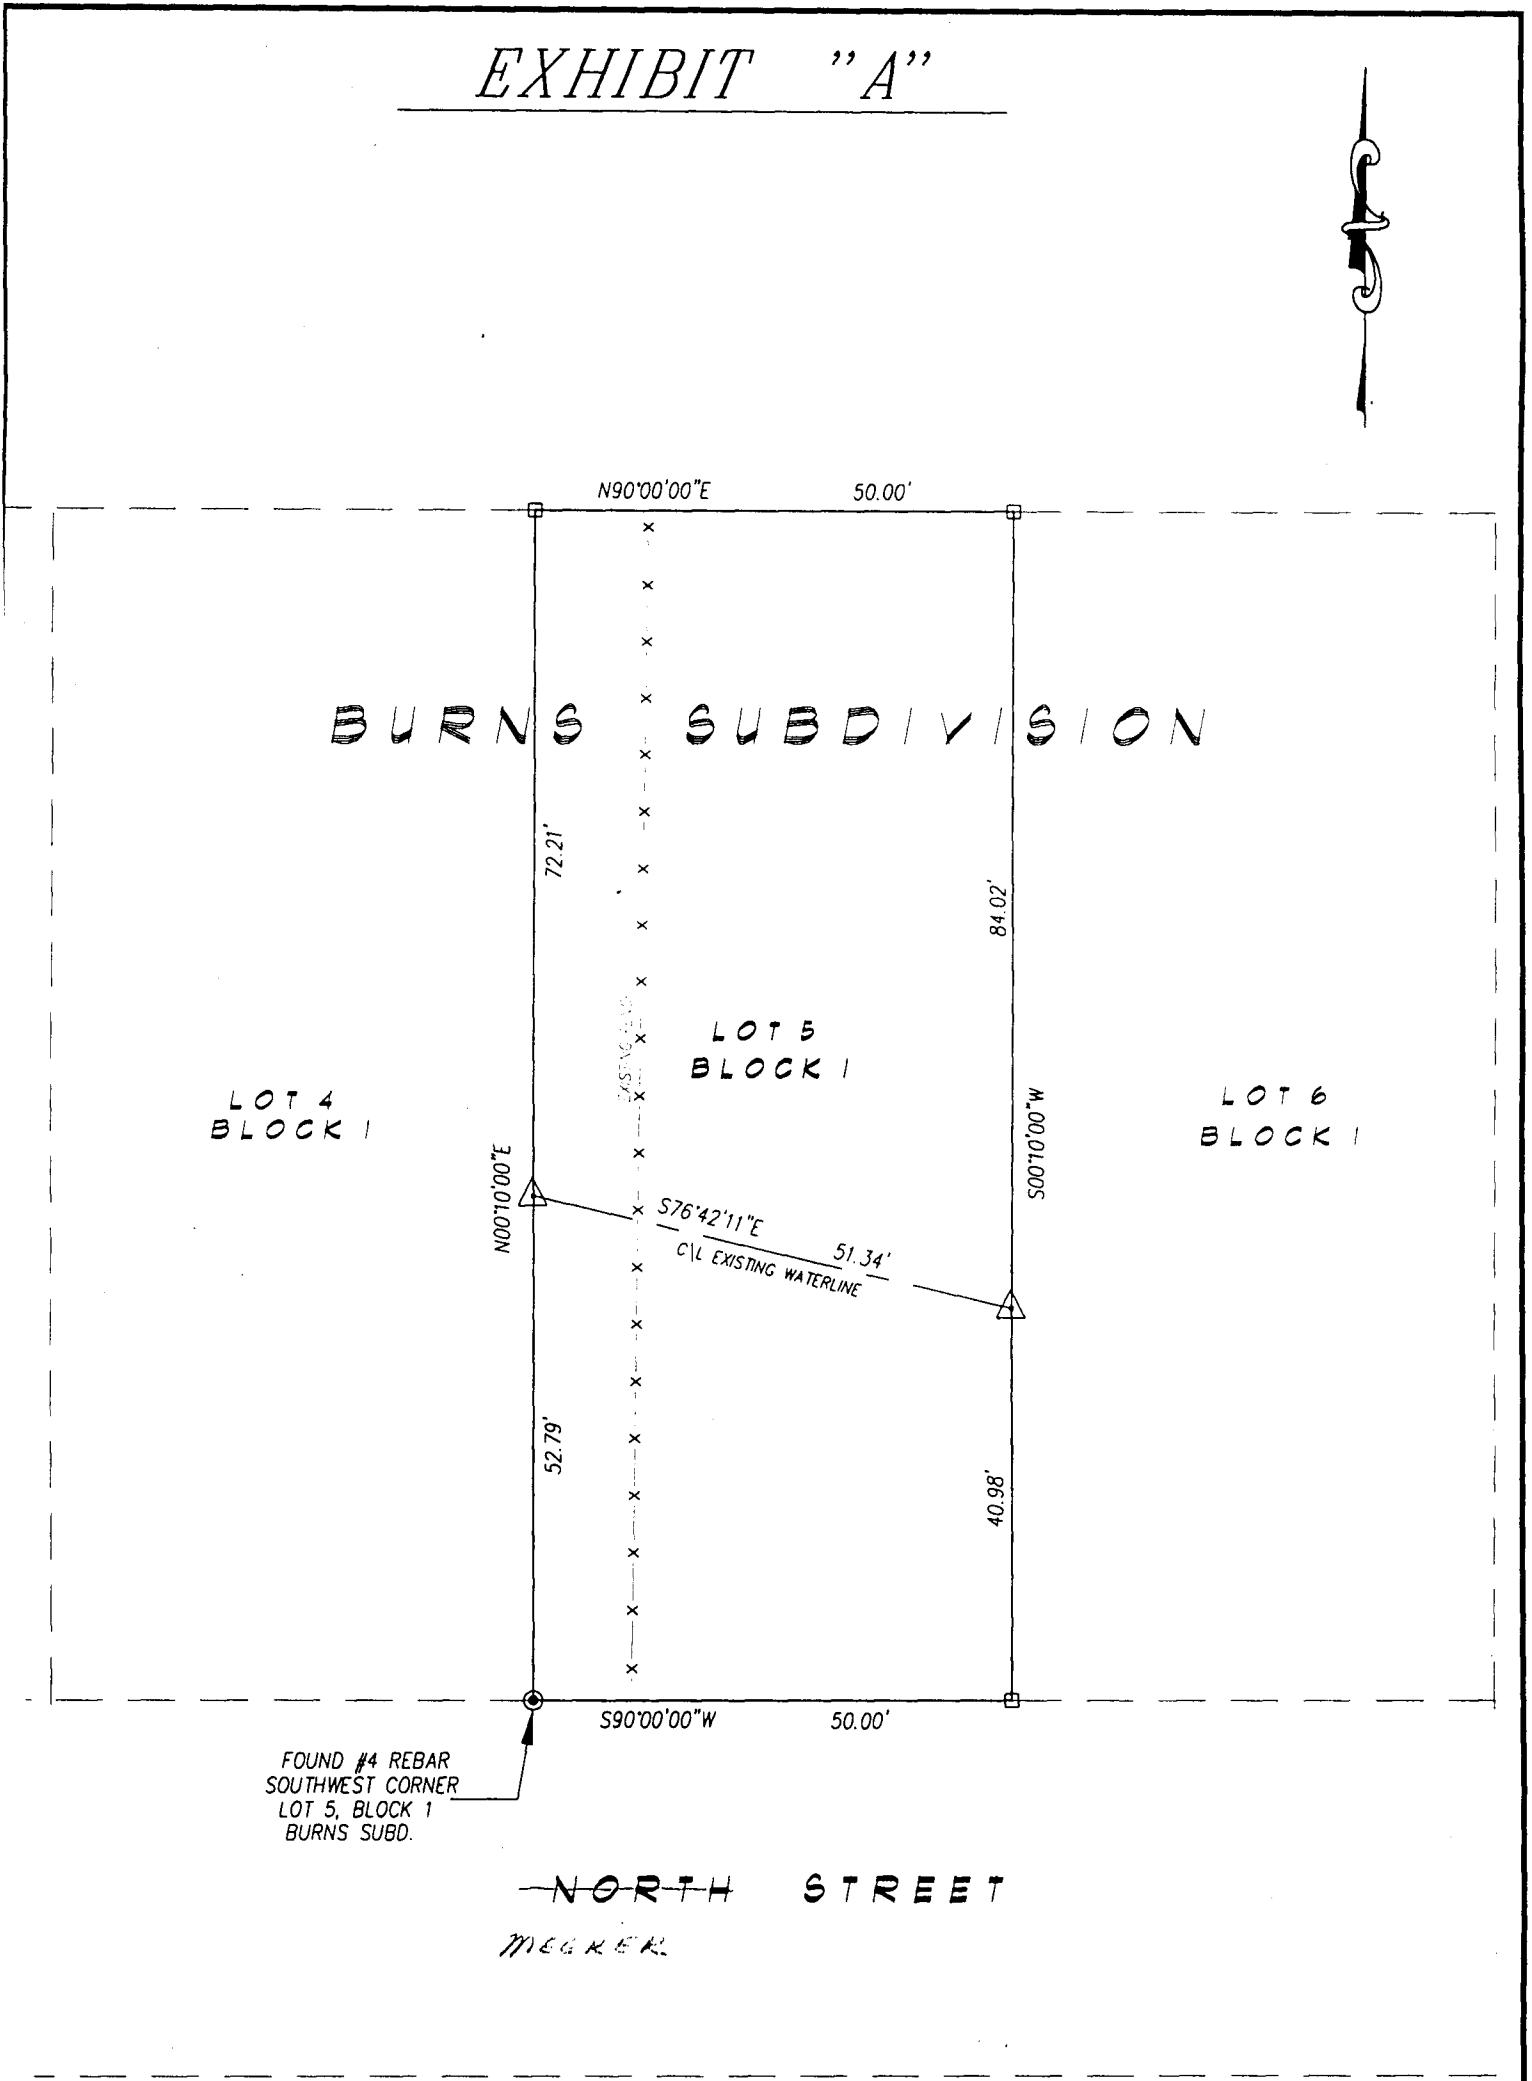 EXHIBIT "A"
N90°00'00"E 50.00'
BURNS SUBDIVISION
72.21'
84.02'
EXISTING
LOT 5
BLOCK 1
LOT 4
BLOCK 1
LOT 6
BLOCK 1
N00°10'00"E
S00°10'00"W
S76°42'11"E 51.34'
C\L EXISTING WATERLINE
52.79'
40.98'
S90°00'00"W 50.00'
FOUND #4 REBAR
SOUTHWEST CORNER
LOT 5, BLOCK 1
BURNS SUBD.
NORTH STREET
MEEKER